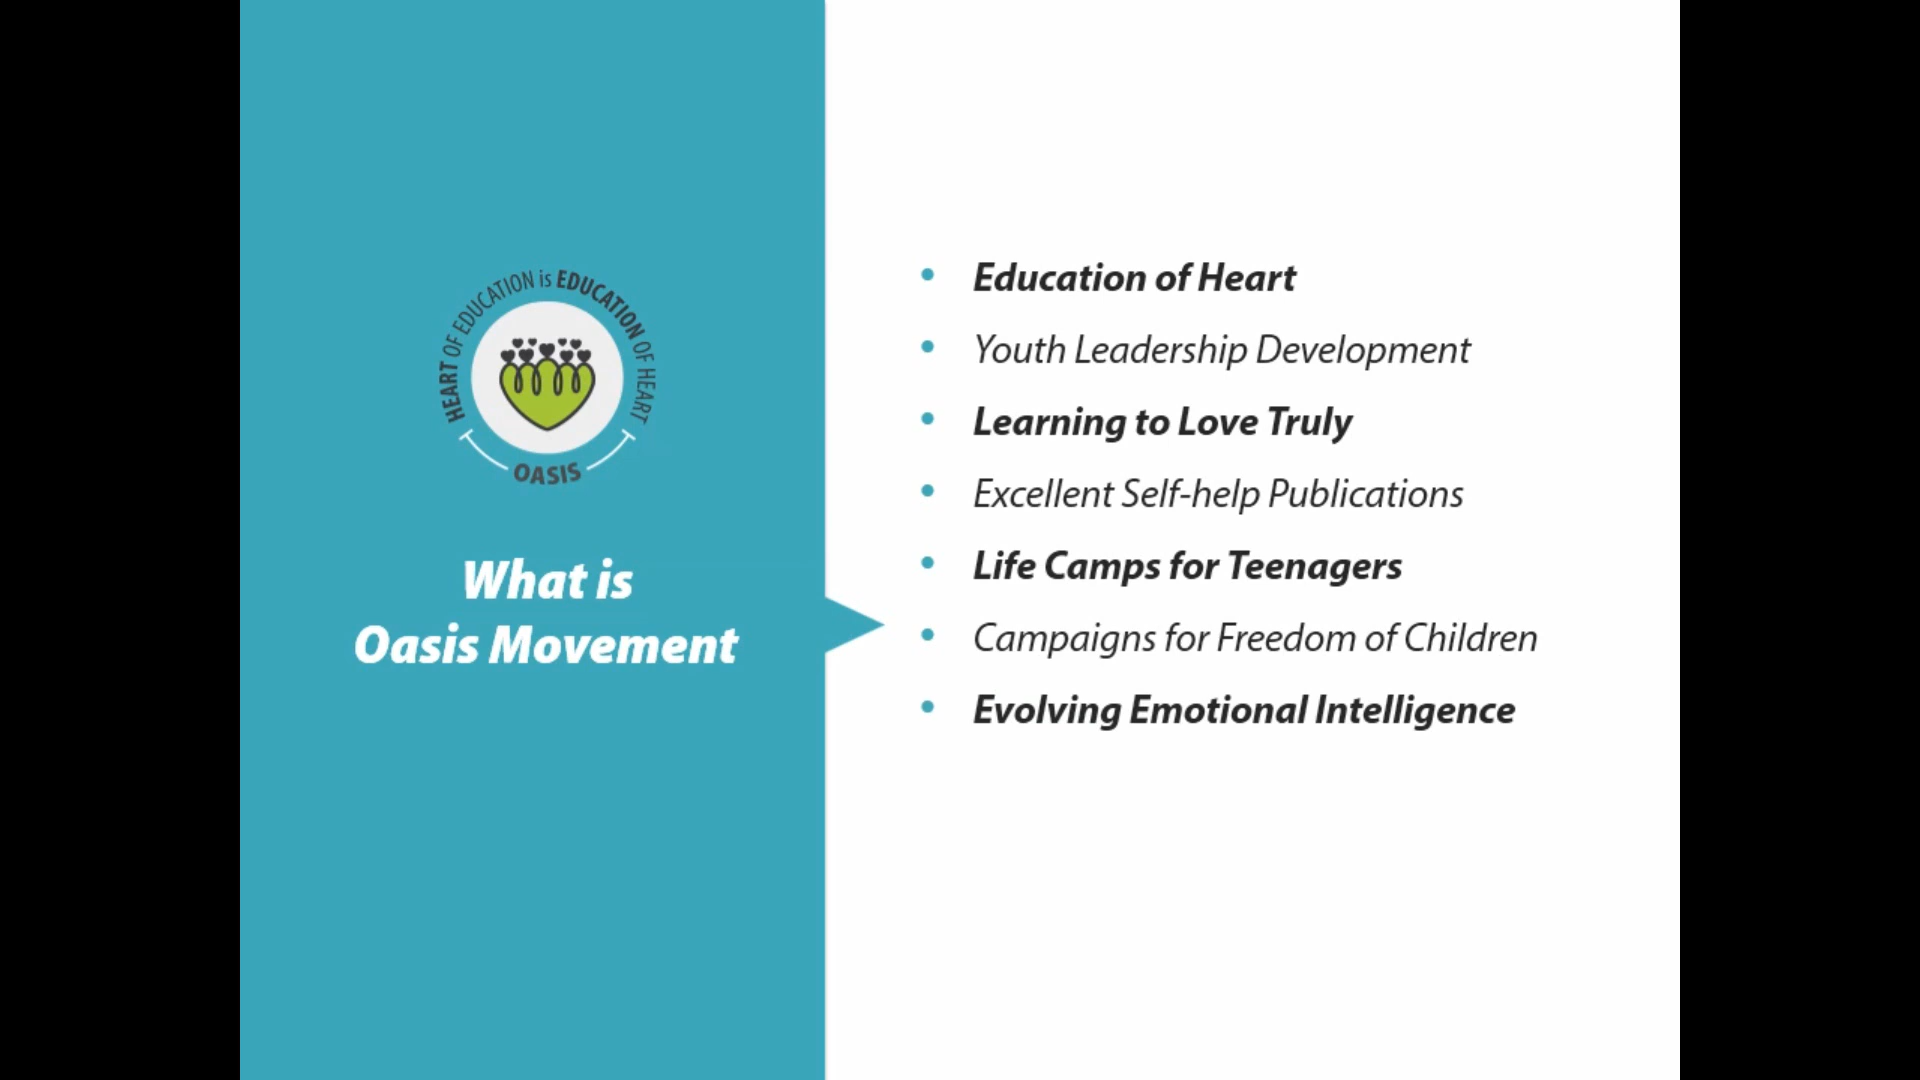 HEART OF EDUCATION is EDUCATION OF HEART
OASIS
What is
Oasis Movement
• Education of Heart
• Youth Leadership Development
• Learning to Love Truly
• Excellent Self-help Publications
• Life Camps for Teenagers
• Campaigns for Freedom of Children
• Evolving Emotional Intelligence